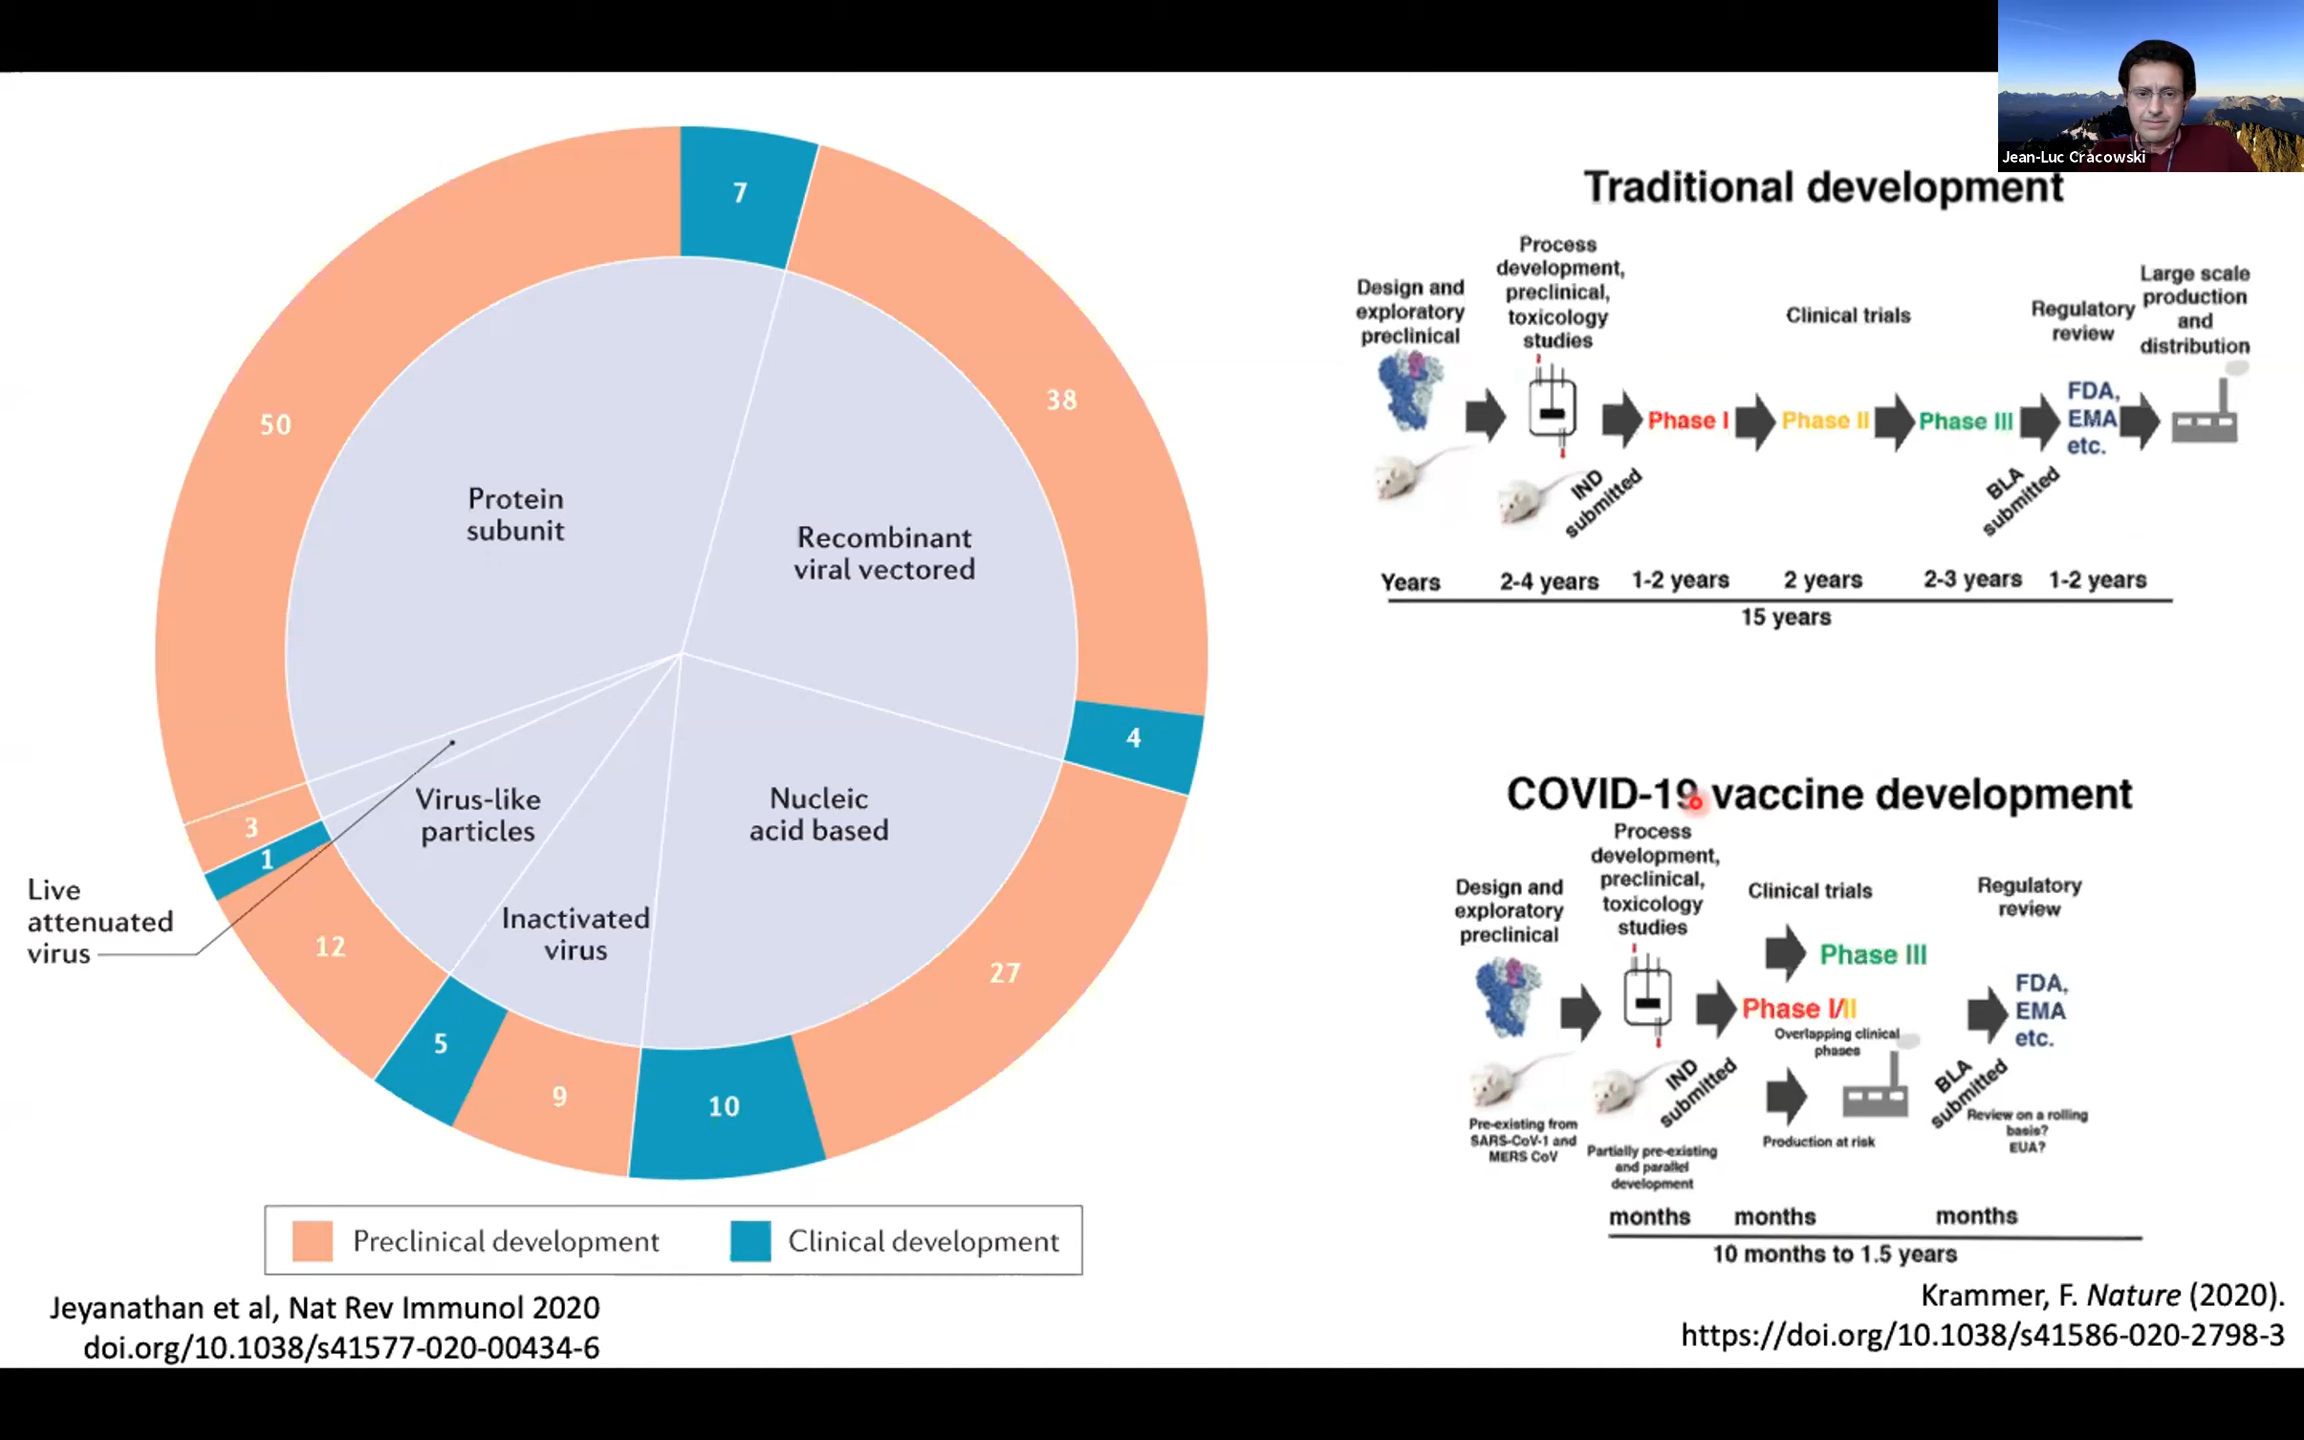 Jean-Luc Cracowski
7
38
4
27
10
9
5
12
1
3
50
Protein
subunit
Recombinant
viral vectored
Nucleic
acid based
Inactivated
virus
Virus-like
particles
Live
attenuated
virus
Preclinical development
Clinical development
Jeyanathan et al, Nat Rev Immunol 2020
doi.org/10.1038/s41577-020-00434-6
Traditional development
Design and
exploratory
preclinical
Process
development,
preclinical,
toxicology
studies
Clinical trials
Regulatory
review
Large scale
production
and
distribution
Phase I
Phase II
Phase III
FDA,
EMA
etc.
IND
submitted
BLA
submitted
Years
2-4 years
1-2 years
2 years
2-3 years
1-2 years
15 years
COVID-19 vaccine development
Design and
exploratory
preclinical
Process
development,
preclinical,
toxicology
studies
Clinical trials
Regulatory
review
Phase III
Phase I/II
Overlapping clinical
phases
FDA,
EMA
etc.
IND
submitted
BLA
submitted
Pre-existing from
SARS-CoV-1 and
MERS CoV
Partially pre-existing
and parallel
development
Production at risk
Review on a rolling
basis?
EUA?
months
months
months
10 months to 1.5 years
Krammer, F. Nature (2020).
https://doi.org/10.1038/s41586-020-2798-3